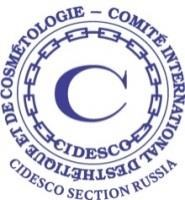 COMITÉ INTERNATIONAL D'ESTHÉTIQUE ET DE COSMÉTOLOGIE –
C
CIDESCO
CIDESCO SECTION RUSSIA